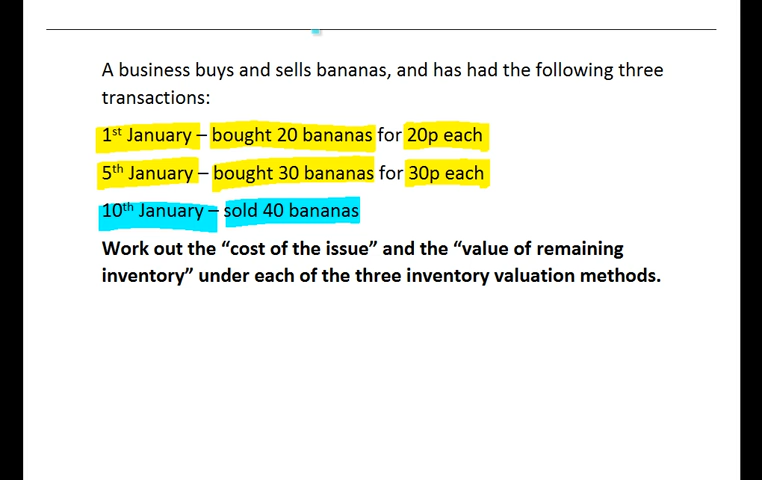 A business buys and sells bananas, and has had the following three
transactions:
1st January – bought 20 bananas for 20p each
5th January – bought 30 bananas for 30p each
10th January – sold 40 bananas
Work out the “cost of the issue” and the “value of remaining
inventory” under each of the three inventory valuation methods.